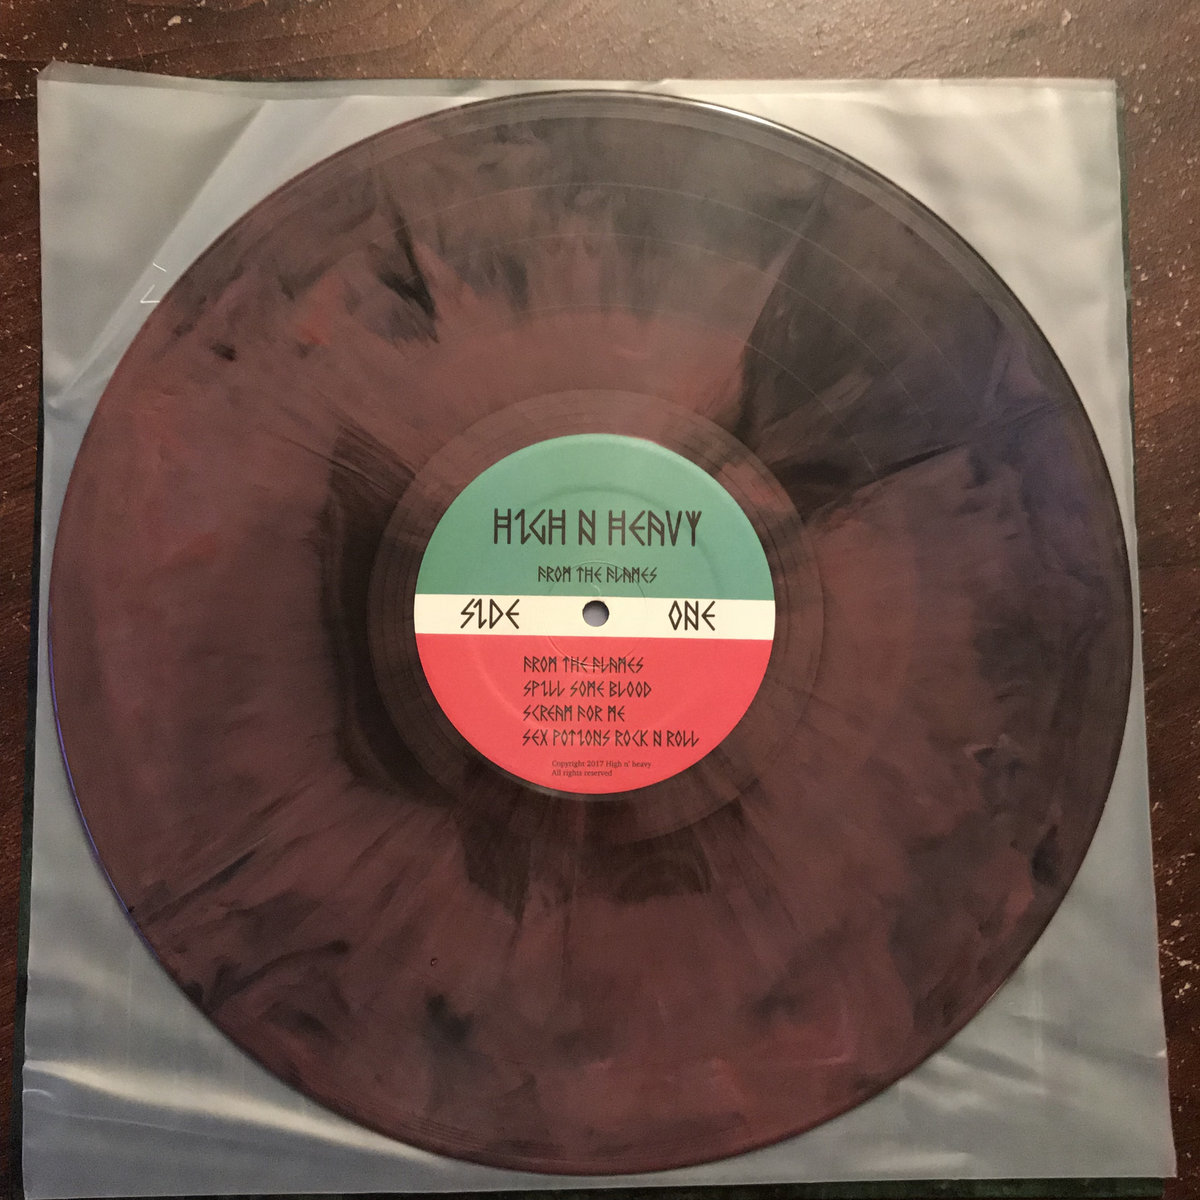 HIGH N HEAVY
FROM THE FLAMES
SIDE ONE
FROM THE FLAMES
SPILL SOME BLOOD
SCREAM FOR ME
SEX POTIONS ROCK N ROLL
Copyright 2017 High n' heavy
All rights reserved